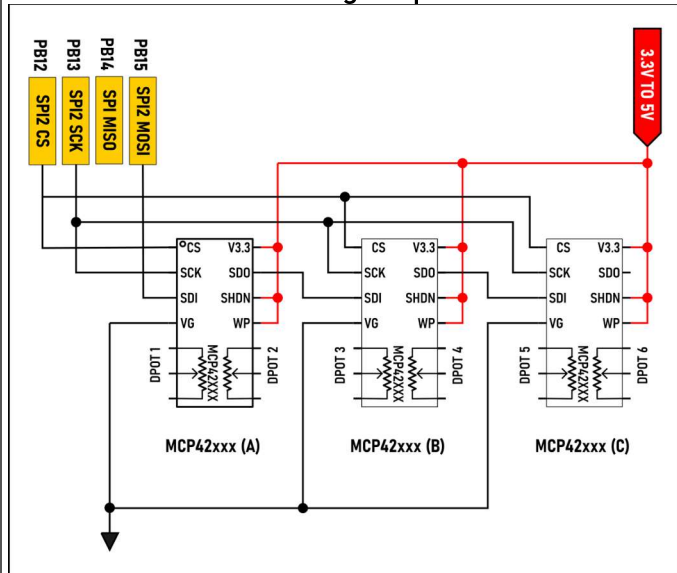 PB12
PB13
PB14
PB15
SPI2 CS
SPI2 SCK
SPI MISO
SPI2 MOSI
3.3V TO 5V
CS V3.3
SCK SDO
SDI SHDN
VG WP
DPOT 1
MCP42XXX
DPOT 2
MCP42xxx (A)
CS V3.3
SCK SDO
SDI SHDN
VG WP
DPOT 3
MCP42XXX
DPOT 4
MCP42xxx (B)
CS V3.3
SCK SDO
SDI SHDN
VG WP
DPOT 5
MCP42XXX
DPOT 6
MCP42xxx (C)